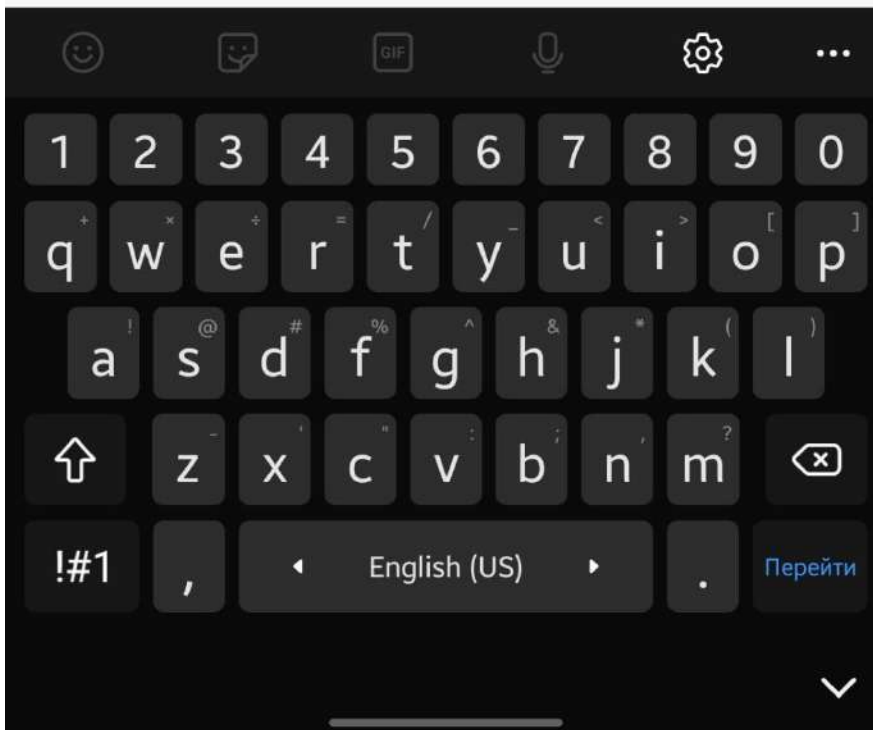 GIF
1 2 3 4 5 6 7 8 9 0
+ × ÷ = / _ < > [ ]
q w e r t y u i o p
! @ # % ^ & * ( )
a s d f g h j k l
- ' " : ; , ?
z x c v b n m
!#1 , English (US) . Перейти